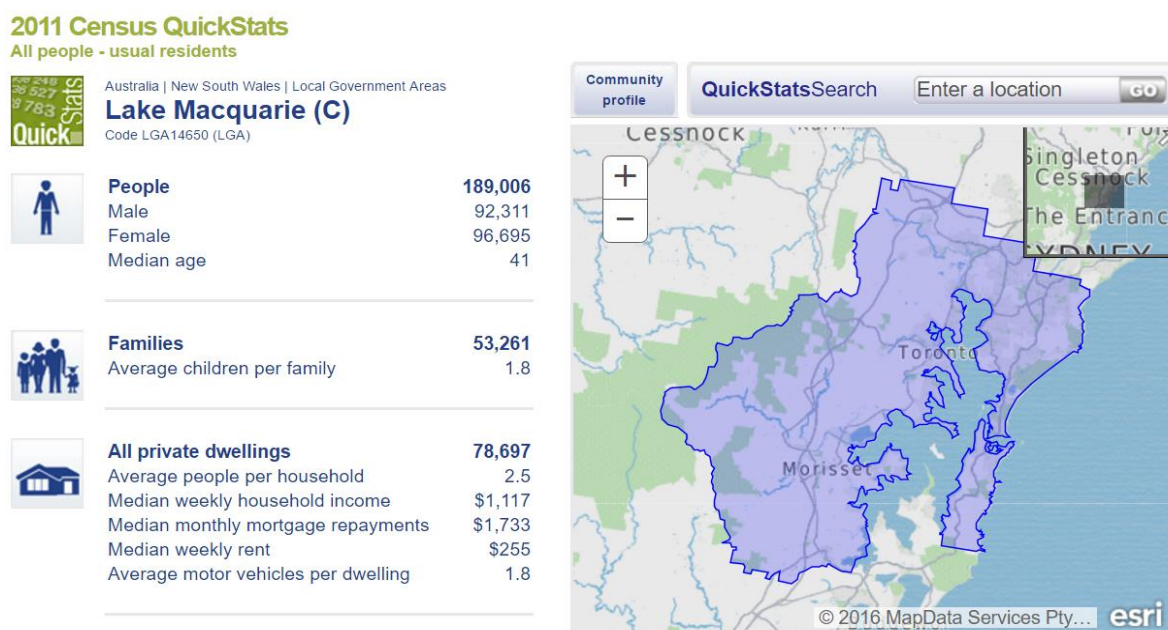 2011 Census QuickStats
All people - usual residents
Quick Stats
Australia | New South Wales | Local Government Areas
Lake Macquarie (C)
Code LGA14650 (LGA)
People 189,006
Male 92,311
Female 96,695
Median age 41
Families 53,261
Average children per family 1.8
All private dwellings 78,697
Average people per household 2.5
Median weekly household income $1,117
Median monthly mortgage repayments $1,733
Median weekly rent $255
Average motor vehicles per dwelling 1.8
Community
profile
QuickStatsSearch
Enter a location
GO
Cessnock
+
−
Singleton
Cessnock
The Entranc
SYDNEY
Toronto
Morisset
© 2016 MapData Services Pty...
esri